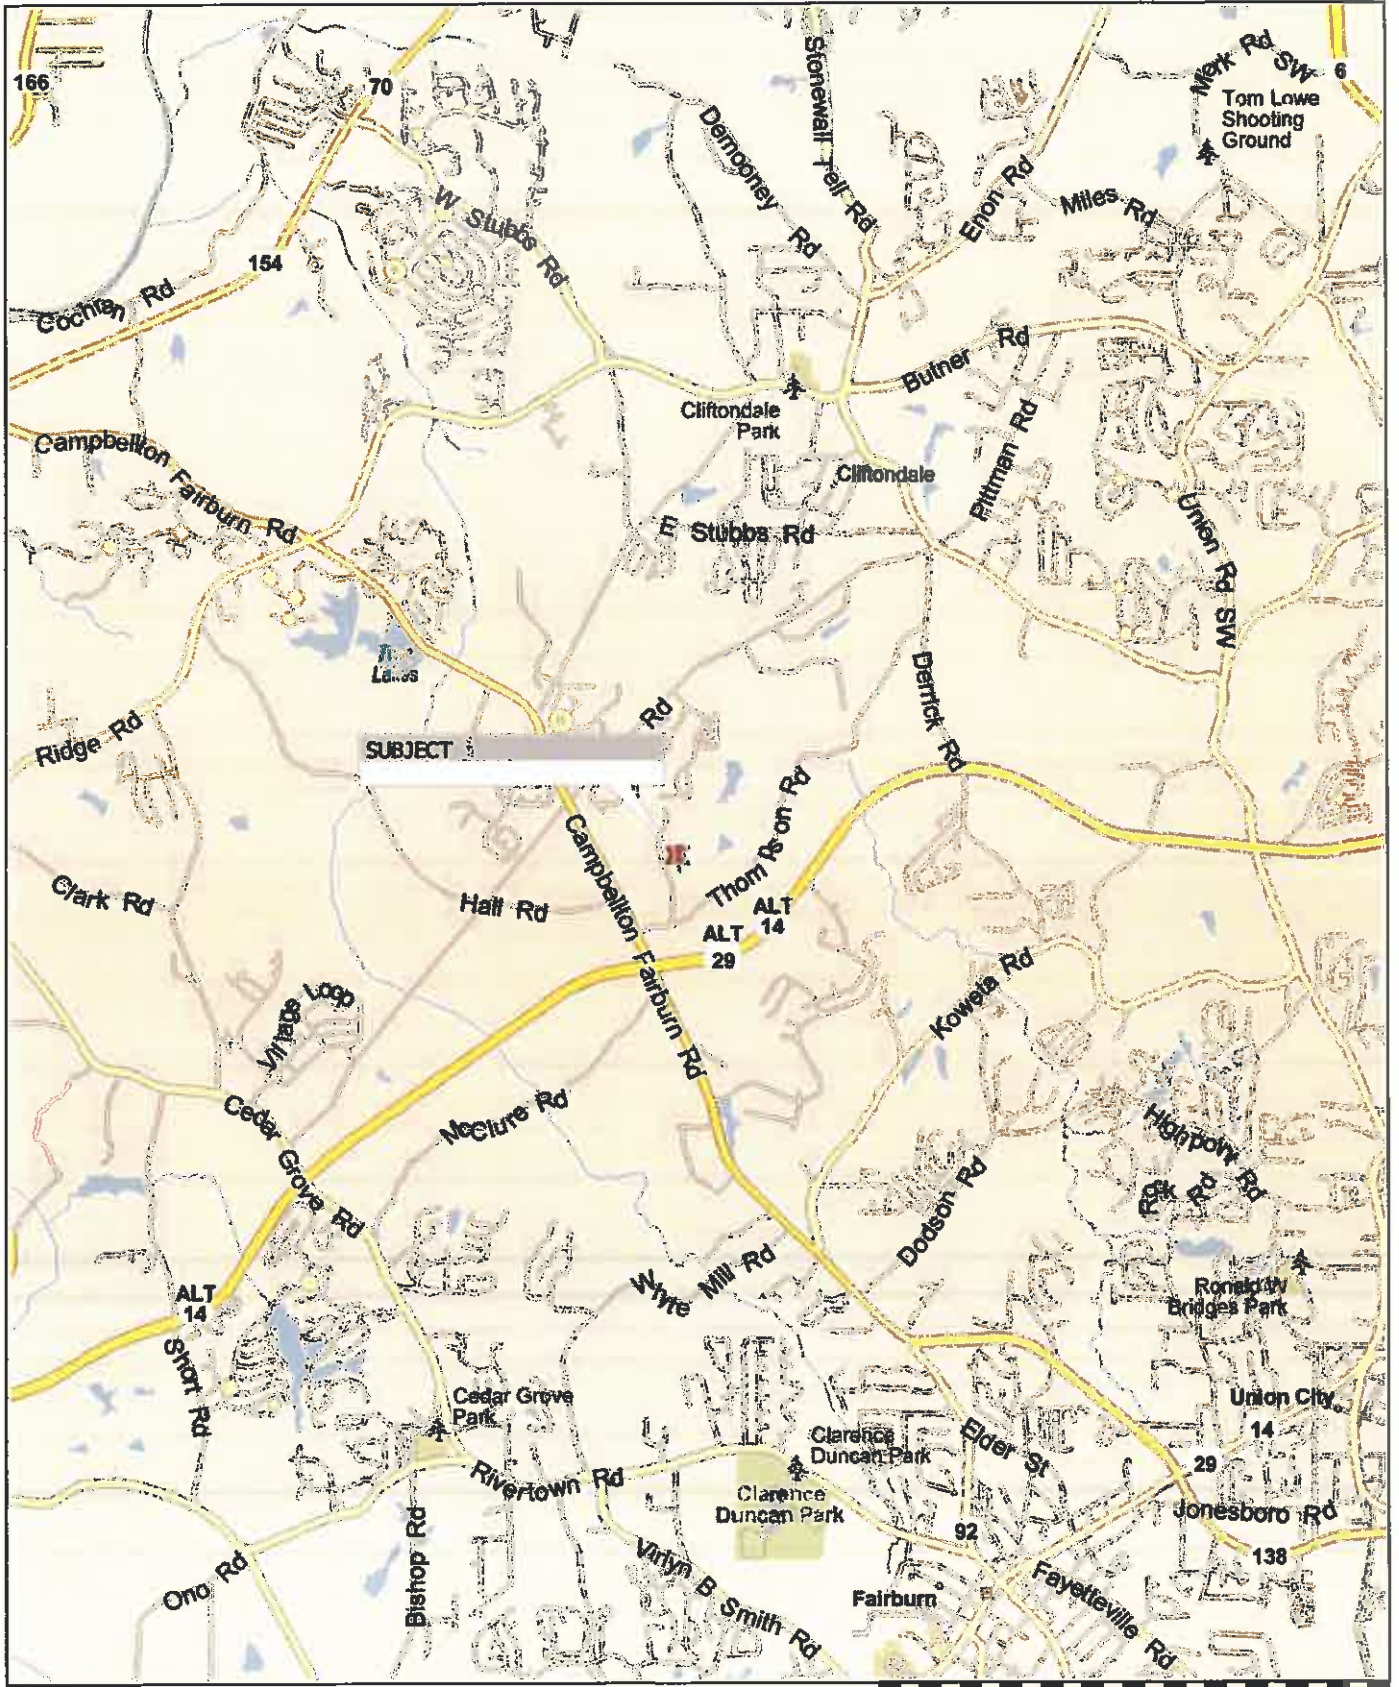 166
70
6
Merk Rd SW
Tom Lowe
Shooting
Ground
Stonewall Tell Rd
Demooney Rd
Enon Rd
Miles Rd
W Stubbs Rd
154
Cochran Rd
Butner Rd
Cliftondale
Park
Cliftondale
Pittman Rd
Campbellton Fairburn Rd
E Stubbs Rd
Union Rd SW
Lakes
Derrick Rd
Rd
Ridge Rd
SUBJECT
Thompson Rd
Campbellton Fairburn Rd
Clark Rd
Hall Rd
ALT
14
ALT
29
Koweta Rd
Village Loop
Cedar Grove Rd
McClure Rd
Highpoint Rd
Rock Rd
Dodson Rd
Whyte Mill Rd
Ronald W
Bridges Park
ALT
14
Short Rd
Cedar Grove
Park
Union City
14
Clarence
Duncan Park
Elder St
29
Rivertown Rd
Clarence
Duncan Park
Jonesboro Rd
92
138
Bishop Rd
Ono Rd
Virlyn B Smith Rd
Fairburn
Fayetteville Rd